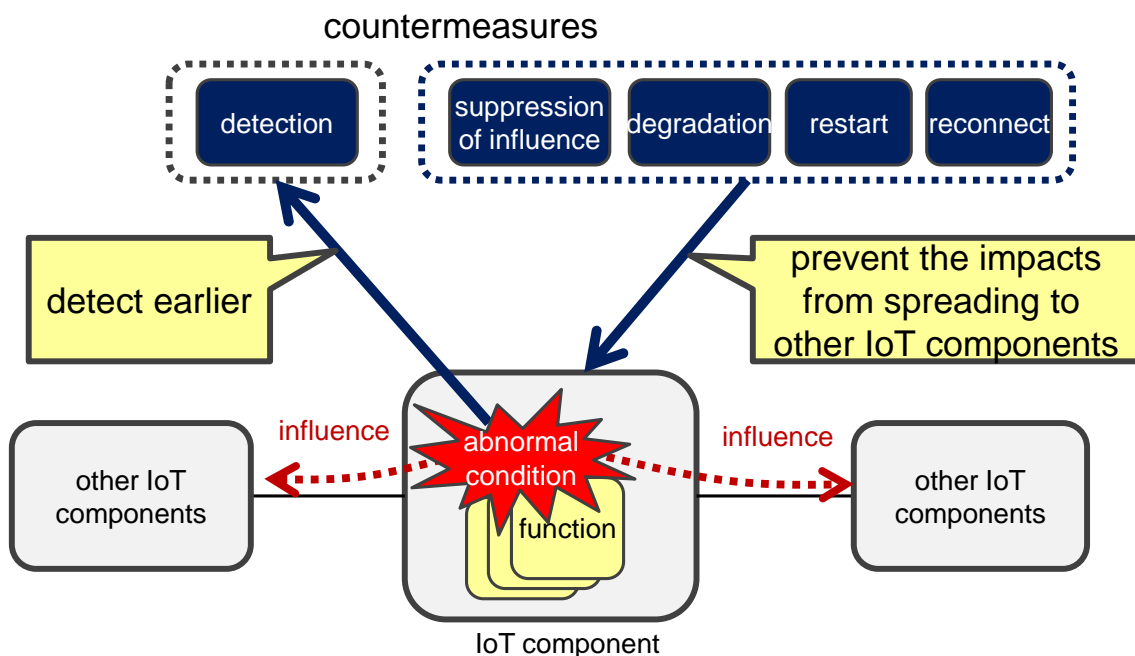 countermeasures
detection
suppression
of influence
degradation
restart
reconnect
detect earlier
prevent the impacts
from spreading to
other IoT components
influence
abnormal
condition
influence
other IoT
components
function
other IoT
components
IoT component